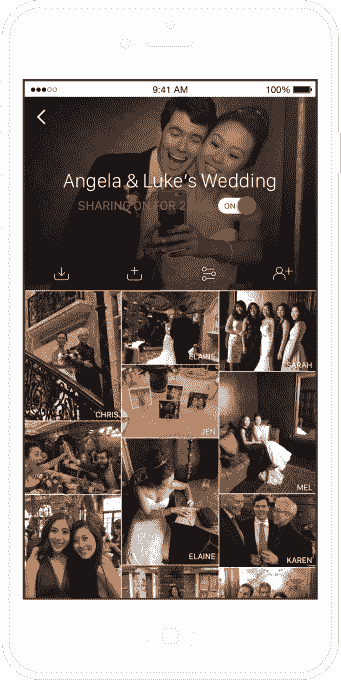 9:41 AM 100%
Angela & Luke's Wedding
SHARING ON FOR 2 ON
ELAINE
SARAH
CHRIS
JEN
MEL
ELAINE
KAREN